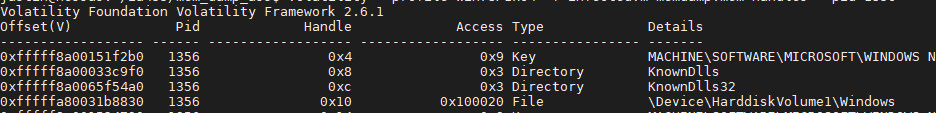 Volatility Foundation Volatility Framework 2.6.1
Offset(V) Pid Handle Access Type Details
------------------ ------ ------------------ ------------------ ---------------- -------
0xfffff8a00151f2b0 1356 0x4 0x9 Key MACHINE\SOFTWARE\MICROSOFT\WINDOWS N
0xfffff8a00033c9f0 1356 0x8 0x3 Directory KnownDlls
0xfffff8a0065f54a0 1356 0xc 0x3 Directory KnownDlls32
0xfffffa80031b8830 1356 0x10 0x100020 File \Device\HarddiskVolume1\Windows